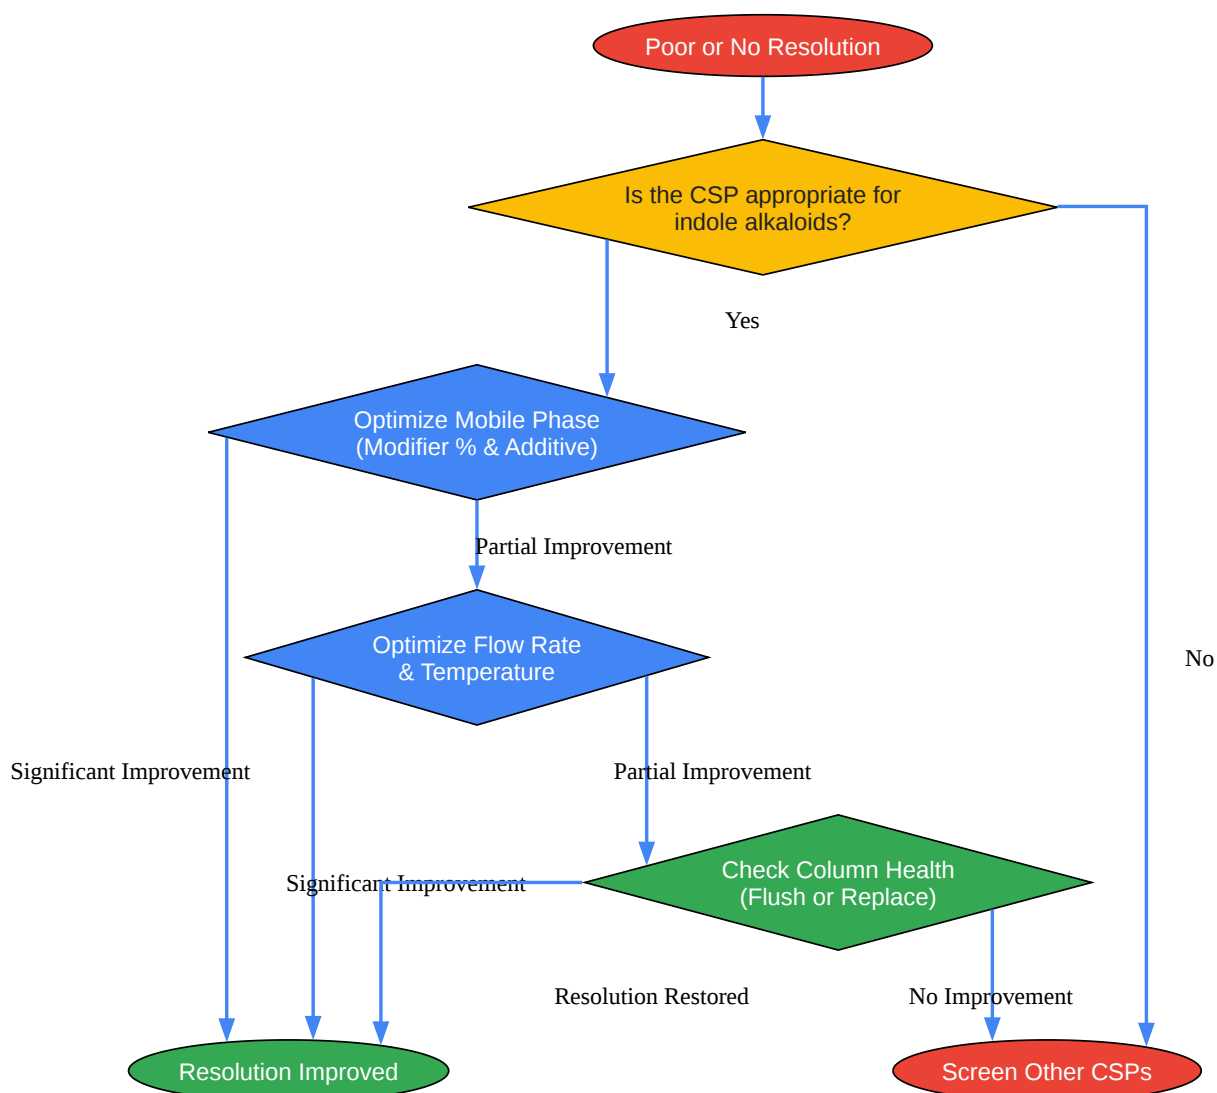 Poor or No Resolution
Is the CSP appropriate for
indole alkaloids?
Yes
Optimize Mobile Phase
(Modifier % & Additive)
Partial Improvement
Optimize Flow Rate
& Temperature
No
Significant Improvement
Partial Improvement
Check Column Health
(Flush or Replace)
Significant Improvement
Resolution Restored
No Improvement
Resolution Improved
Screen Other CSPs